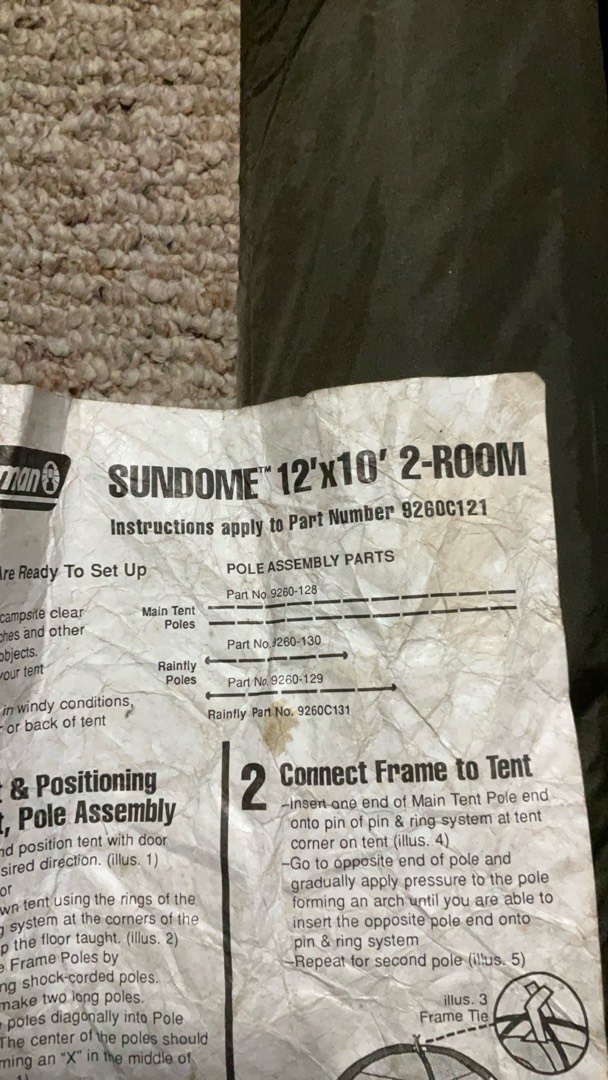 man
SUNDOME™ 12'x10' 2-ROOM
Instructions apply to Part Number 9260C121
Are Ready To Set Up
campsite clear
ches and other
objects.
your tent
in windy conditions,
or back of tent
POLE ASSEMBLY PARTS
Part No. 9260-128
Main Tent
Poles
Part No. 9260-130
Rainfly
Poles
Part No. 9260-129
Rainfly Part No. 9260C131
& Positioning
t, Pole Assembly
nd position tent with door
sired direction. (illus. 1)
or
wn tent using the rings of the
g system at the corners of the
p the floor taught. (illus. 2)
e Frame Poles by
ng shock-corded poles.
make two long poles.
poles diagonally into Pole
The center of the poles should
ming an "X" in the middle of
1)
2 Connect Frame to Tent
–Insert one end of Main Tent Pole end
onto pin of pin & ring system at tent
corner on tent (illus. 4)
–Go to opposite end of pole and
gradually apply pressure to the pole
forming an arch until you are able to
insert the opposite pole end onto
pin & ring system
–Repeat for second pole (illus. 5)
illus. 3
Frame Tie